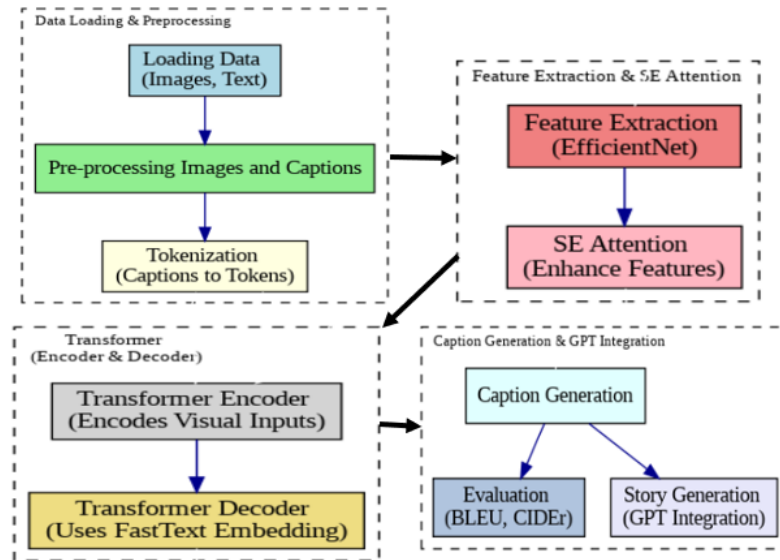 Data Loading & Preprocessing
Loading Data
(Images, Text)
Pre-processing Images and Captions
Tokenization
(Captions to Tokens)
Feature Extraction & SE Attention
Feature Extraction
(EfficientNet)
SE Attention
(Enhance Features)
Transformer
(Encoder & Decoder)
Transformer Encoder
(Encodes Visual Inputs)
Transformer Decoder
(Uses FastText Embedding)
Caption Generation & GPT Integration
Caption Generation
Evaluation
(BLEU, CIDEr)
Story Generation
(GPT Integration)